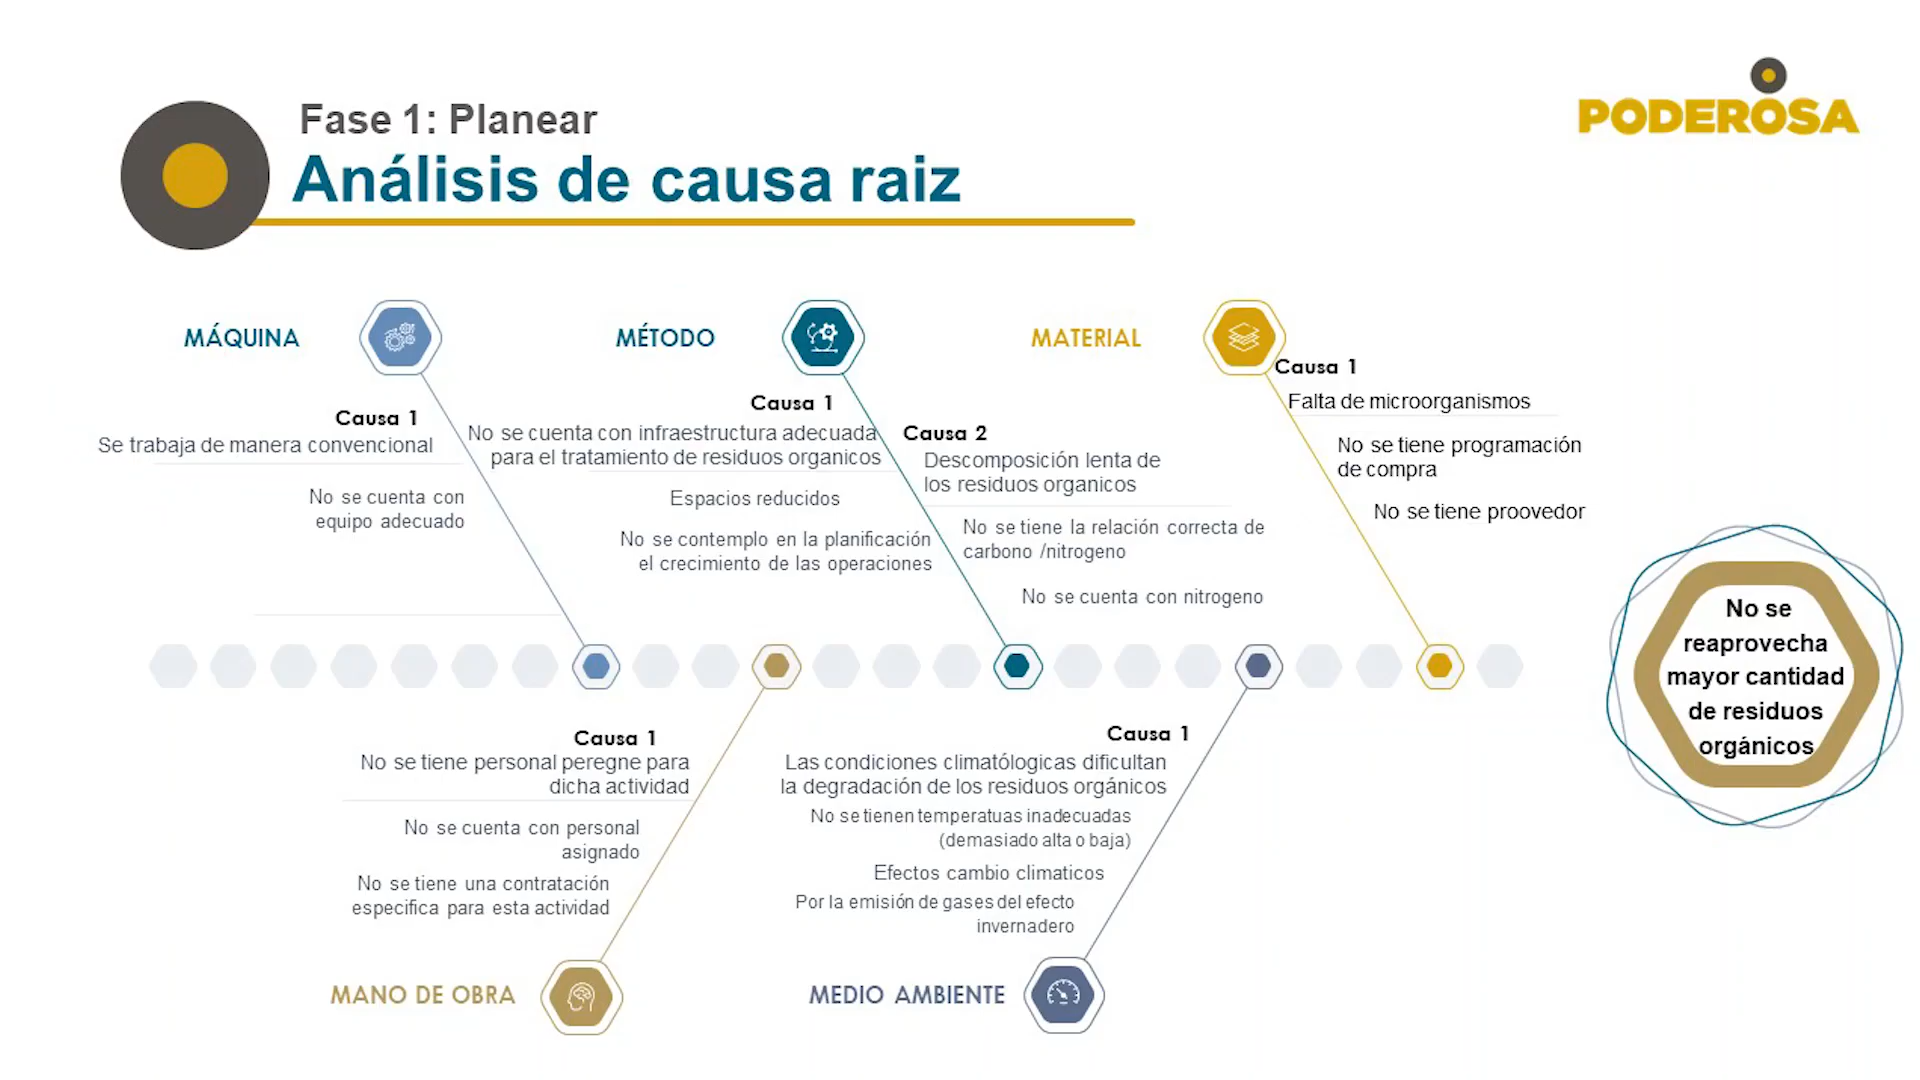 Fase 1: Planear
Análisis de causa raiz
PODEROSA
MÁQUINA
Causa 1
Se trabaja de manera convencional
No se cuenta con
equipo adecuado
MÉTODO
Causa 1
No se cuenta con infraestructura adecuada
para el tratamiento de residuos organicos
Espacios reducidos
No se contemplo en la planificación
el crecimiento de las operaciones
Causa 2
Descomposición lenta de
los residuos organicos
No se tiene la relación correcta de
carbono /nitrogeno
No se cuenta con nitrogeno
MATERIAL
Causa 1
Falta de microorganismos
No se tiene programación
de compra
No se tiene proovedor
No se
reaprovecha
mayor cantidad
de residuos
orgánicos
Causa 1
No se tiene personal peregne para
dicha actividad
No se cuenta con personal
asignado
No se tiene una contratación
especifica para esta actividad
MANO DE OBRA
Causa 1
Las condiciones climatólogicas dificultan
la degradación de los residuos orgánicos
No se tienen temperatuas inadecuadas
(demasiado alta o baja)
Efectos cambio climaticos
Por la emisión de gases del efecto
invernadero
MEDIO AMBIENTE